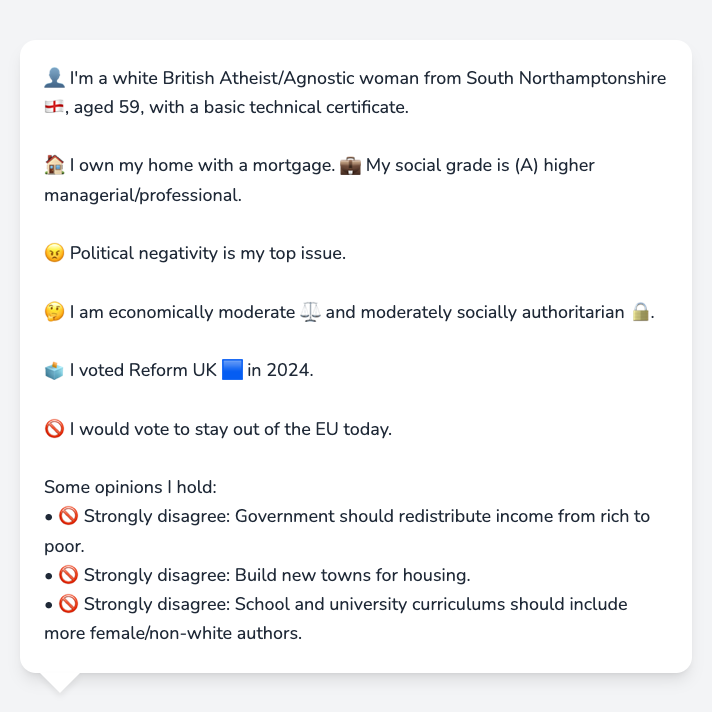 👤 I'm a white British Atheist/Agnostic woman from South Northamptonshire
🏴󠁧󠁢󠁥󠁮󠁧󠁿, aged 59, with a basic technical certificate.
🏠 I own my home with a mortgage. 💼 My social grade is (A) higher
managerial/professional.
😠 Political negativity is my top issue.
🤔 I am economically moderate ⚖️ and moderately socially authoritarian 🔒.
🗳️ I voted Reform UK 🟦 in 2024.
🚫 I would vote to stay out of the EU today.
Some opinions I hold:
• 🚫 Strongly disagree: Government should redistribute income from rich to
poor.
• 🚫 Strongly disagree: Build new towns for housing.
• 🚫 Strongly disagree: School and university curriculums should include
more female/non-white authors.